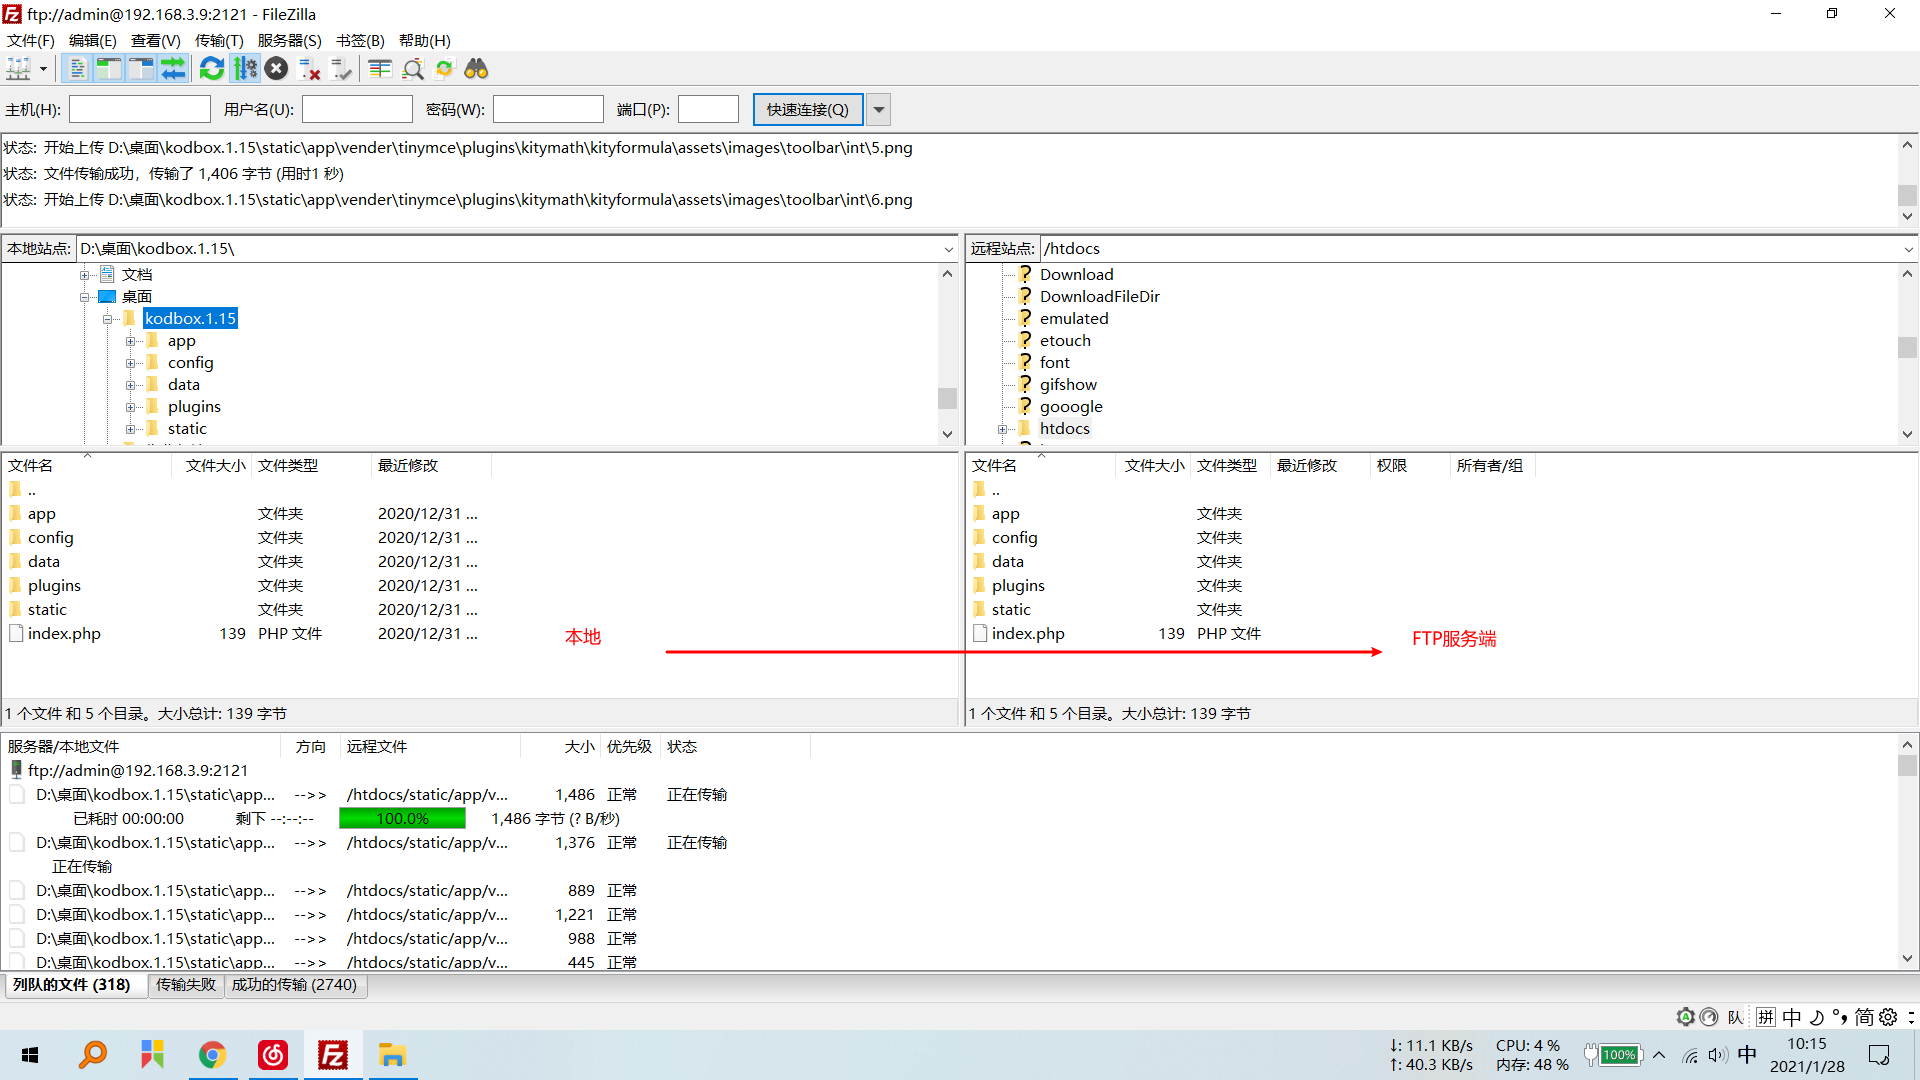 ftp://admin@192.168.3.9:2121 - FileZilla
文件(F) 编辑(E) 查看(V) 传输(T) 服务器(S) 书签(B) 帮助(H)
主机(H): 用户名(U): 密码(W): 端口(P): 快速连接(Q)
状态: 开始上传 D:\桌面\kodbox.1.15\static\app\vender\tinymce\plugins\kitymath\kityformula\assets\images\toolbar\int\5.png
状态: 文件传输成功，传输了 1,406 字节 (用时1 秒)
状态: 开始上传 D:\桌面\kodbox.1.15\static\app\vender\tinymce\plugins\kitymath\kityformula\assets\images\toolbar\int\6.png
本地站点: D:\桌面\kodbox.1.15\
文档
桌面
kodbox.1.15
app
config
data
plugins
static
远程站点: /htdocs
Download
DownloadFileDir
emulated
etouch
font
gifshow
gooogle
htdocs
文件名 文件大小 文件类型 最近修改
..
app 文件夹 2020/12/31 ...
config 文件夹 2020/12/31 ...
data 文件夹 2020/12/31 ...
plugins 文件夹 2020/12/31 ...
static 文件夹 2020/12/31 ...
index.php 139 PHP 文件 2020/12/31 ...
本地
1 个文件 和 5 个目录。大小总计: 139 字节
文件名 文件大小 文件类型 最近修改 权限 所有者/组
..
app 文件夹
config 文件夹
data 文件夹
plugins 文件夹
static 文件夹
index.php 139 PHP 文件
FTP服务端
1 个文件 和 5 个目录。大小总计: 139 字节
服务器/本地文件 方向 远程文件 大小 优先级 状态
ftp://admin@192.168.3.9:2121
D:\桌面\kodbox.1.15\static\app... -->> /htdocs/static/app/v... 1,486 正常 正在传输
已耗时 00:00:00 剩下 --:--:-- 100.0% 1,486 字节 (? B/秒)
D:\桌面\kodbox.1.15\static\app... -->> /htdocs/static/app/v... 1,376 正常 正在传输
正在传输
D:\桌面\kodbox.1.15\static\app... -->> /htdocs/static/app/v... 889 正常
D:\桌面\kodbox.1.15\static\app... -->> /htdocs/static/app/v... 1,221 正常
D:\桌面\kodbox.1.15\static\app... -->> /htdocs/static/app/v... 988 正常
D:\桌面\kodbox.1.15\static\app... -->> /htdocs/static/app/v... 445 正常
列队的文件 (318) 传输失败 成功的传输 (2740)
队 拼 中 简
↓: 11.1 KB/s CPU: 4 %
↑: 40.3 KB/s 内存: 48 %
100% 中
10:15
2021/1/28